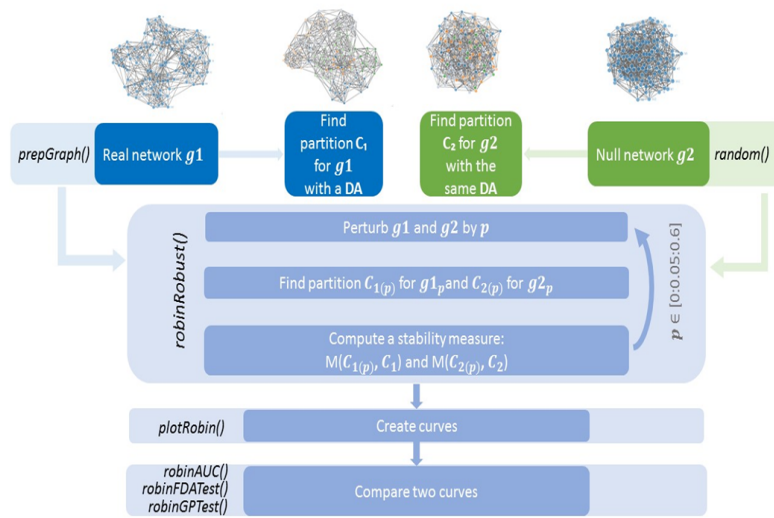 prepGraph()
Real network g1
Find
partition C₁
for g1
with a DA
Find partition
C₂ for g2
with the
same DA
Null network g2
random()
robinRobust()
Perturb g1 and g2 by p
Find partition C₁₍ₚ₎ for g1ₚand C₂₍ₚ₎ for g2ₚ
Compute a stability measure:
M(C₁₍ₚ₎, C₁) and M(C₂₍ₚ₎, C₂)
p ∈ [0:0.05:0.6]
plotRobin()
Create curves
robinAUC()
robinFDATest()
robinGPTest()
Compare two curves